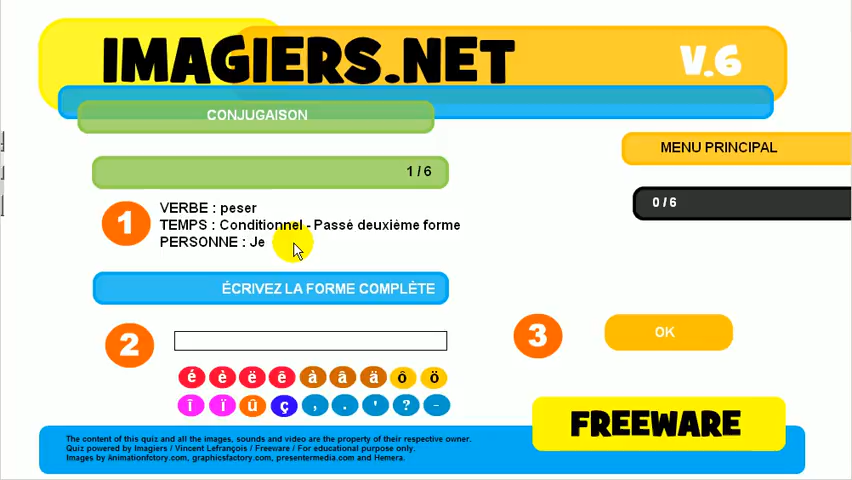 IMAGIERS.NET
V.6
CONJUGAISON
MENU PRINCIPAL
1 / 6
0 / 6
1
VERBE : peser
TEMPS : Conditionnel - Passé deuxième forme
PERSONNE : Je
ÉCRIVEZ LA FORME COMPLÈTE
2
3
OK
é è ë ê à â ä ô ö
î ï û ç , . ' ? -
FREEWARE
The content of this quiz and all the images, sounds and video are the property of their respective owner.
Quiz powered by Imagiers / Vincent Lefrançois / Freeware / For educational purpose only.
Images by Animationfctory.com, graphicsfactory.com, presentermedia.com and Hemera.